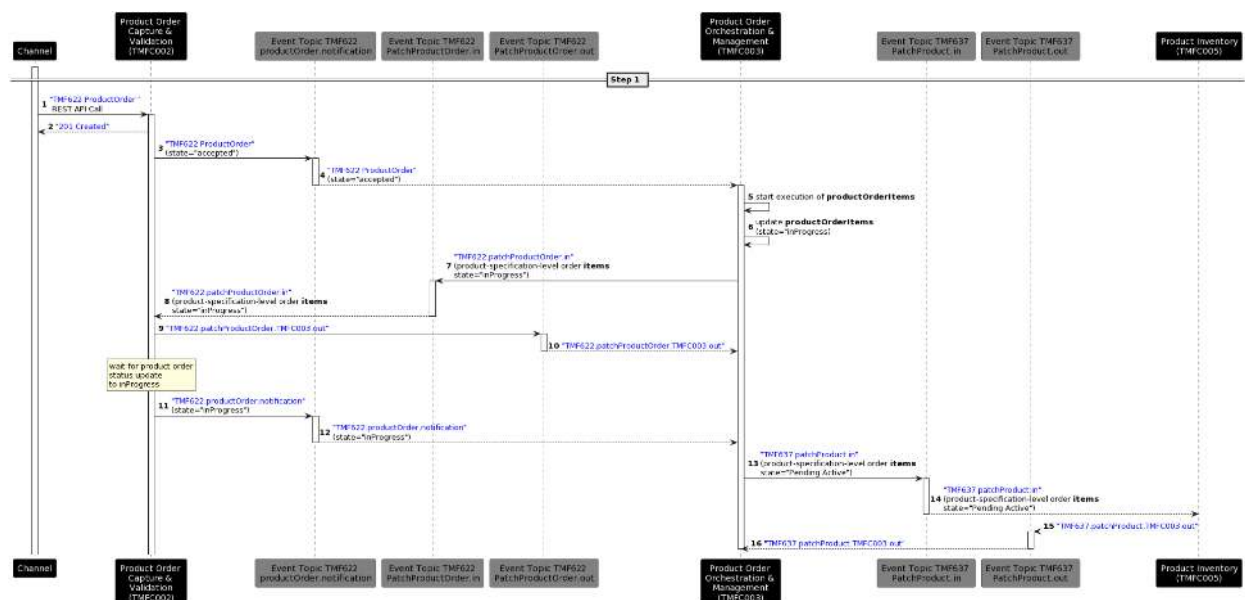 Product Order
Capture &
Validation
(TMFC002)
Product Order
Orchestration &
Management
(TMFC003)
Channel
Event Topic TMF622
productOrder.notification
Event Topic TMF622
PatchProductOrder.in
Event Topic TMF622
PatchProductOrder.out
Event Topic TMF637
PatchProduct.in
Event Topic TMF637
PatchProduct.out
Product Inventory
(TMFC005)
Step 1
1 "TMF622 ProductOrder"
REST API Call
2 "201 Created"
3 "TMF622 ProductOrder"
(state="accepted")
4 "TMF622 ProductOrder"
(state="accepted")
5 start execution of productOrderItems
6 update productOrderItems
(state="inProgress)
7 "TMF622.patchProductOrder.in"
(product-specification-level order items
state="inProgress")
8 "TMF622.patchProductOrder.in"
(product-specification-level order items
state="inProgress")
9 "TMF622.patchProductOrder.TMFC003.out"
10 "TMF622.patchProductOrder.TMFC003.out"
wait for product order
status update
to inProgress
11 "TMF622.productOrder.notification"
(state="inProgress")
12 "TMF622.productOrder.notification"
(state="inProgress")
13 "TMF637.patchProduct.in"
(product-specification-level order items
state="Pending Active")
14 "TMF637.patchProduct.in"
(product-specification-level order items
state="Pending Active")
15 "TMF637.patchProduct.TMFC003.out"
16 "TMF637.patchProduct.TMFC003.out"
Channel
Product Order
Capture &
Validation
(TMFC002)
Event Topic TMF622
productOrder.notification
Event Topic TMF622
PatchProductOrder.in
Event Topic TMF622
PatchProductOrder.out
Product Order
Orchestration &
Management
(TMFC003)
Event Topic TMF637
PatchProduct.in
Event Topic TMF637
PatchProduct.out
Product Inventory
(TMFC005)